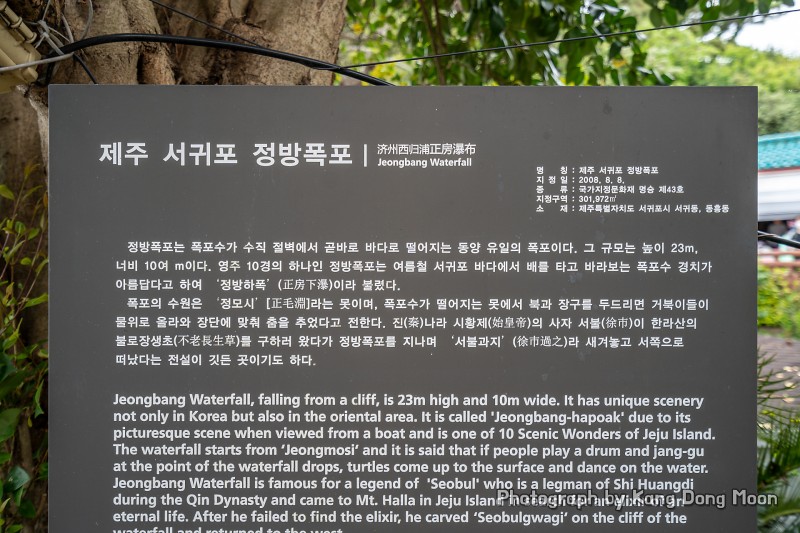 제주 서귀포 정방폭포 | 济州西归浦正房瀑布
Jeongbang Waterfall
명 칭 : 제주 서귀포 정방폭포
지 정 일 : 2008. 8. 8.
종 류 : 국가지정문화재 명승 제43호
지정구역 : 301,972㎡
소 재 : 제주특별자치도 서귀포시 서귀동, 동홍동
정방폭포는 폭포수가 수직 절벽에서 곧바로 바다로 떨어지는 동양 유일의 폭포이다. 그 규모는 높이 23m,
너비 10여 m이다. 영주 10경의 하나인 정방폭포는 여름철 서귀포 바다에서 배를 타고 바라보는 폭포수 경치가
아름답다고 하여 ‘정방하폭’(正房下瀑)이라 불렸다.
폭포의 수원은 ‘정모시’[正毛淵]라는 못이며, 폭포수가 떨어지는 못에서 북과 장구를 두드리면 거북이들이
물위로 올라와 장단에 맞춰 춤을 추었다고 전한다. 진(秦)나라 시황제(始皇帝)의 사자 서불(徐市)이 한라산의
불로장생초(不老長生草)를 구하러 왔다가 정방폭포를 지나며 ‘서불과지’(徐市過之)라 새겨놓고 서쪽으로
떠났다는 전설이 깃든 곳이기도 하다.
Jeongbang Waterfall, falling from a cliff, is 23m high and 10m wide. It has unique scenery
not only in Korea but also in the oriental area. It is called 'Jeongbang-hapoak' due to its
picturesque scene when viewed from a boat and is one of 10 Scenic Wonders of Jeju Island.
The waterfall starts from ‘Jeongmosi’ and it is said that if people play a drum and jang-gu
at the point of the waterfall drops, turtles come up to the surface and dance on the water.
Jeongbang Waterfall is famous for a legend of 'Seobul' who is a legman of Shi Huangdi
during the Qin Dynasty and came to Mt. Halla in Jeju Island
Photograph by Kang Dong Moon
eternal life. After he failed to find the elixir, he carved ‘Seobulgwagi’ on the cliff of the
waterfall and returned to the west.